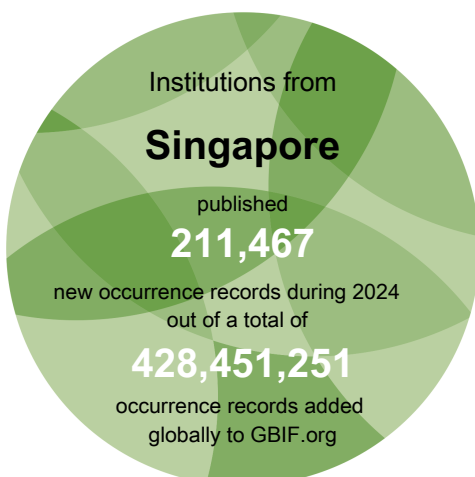 Institutions from
Singapore
published
211,467
new occurrence records during 2024
out of a total of
428,451,251
occurrence records added
globally to GBIF.org